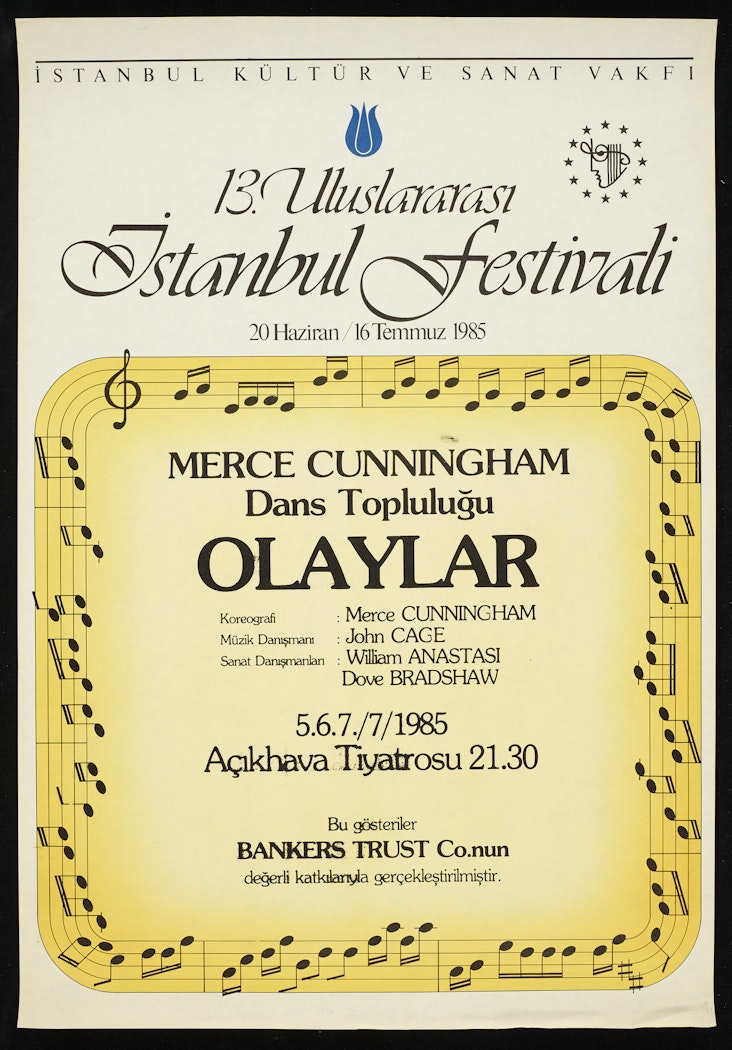 İSTANBUL KÜLTÜR VE SANAT VAKFI
13. Uluslararası
İstanbul Festivali
20 Haziran / 16 Temmuz 1985
MERCE CUNNINGHAM
Dans Topluluğu
OLAYLAR
Koreografi : Merce CUNNINGHAM
Müzik Danışmanı : John CAGE
Sanat Danışmanları : William ANASTASI
Dove BRADSHAW
5.6.7./7/1985
Açıkhava Tiyatrosu 21.30
Bu gösteriler
BANKERS TRUST Co.nun
değerli katkılarıyla gerçekleştirilmiştir.